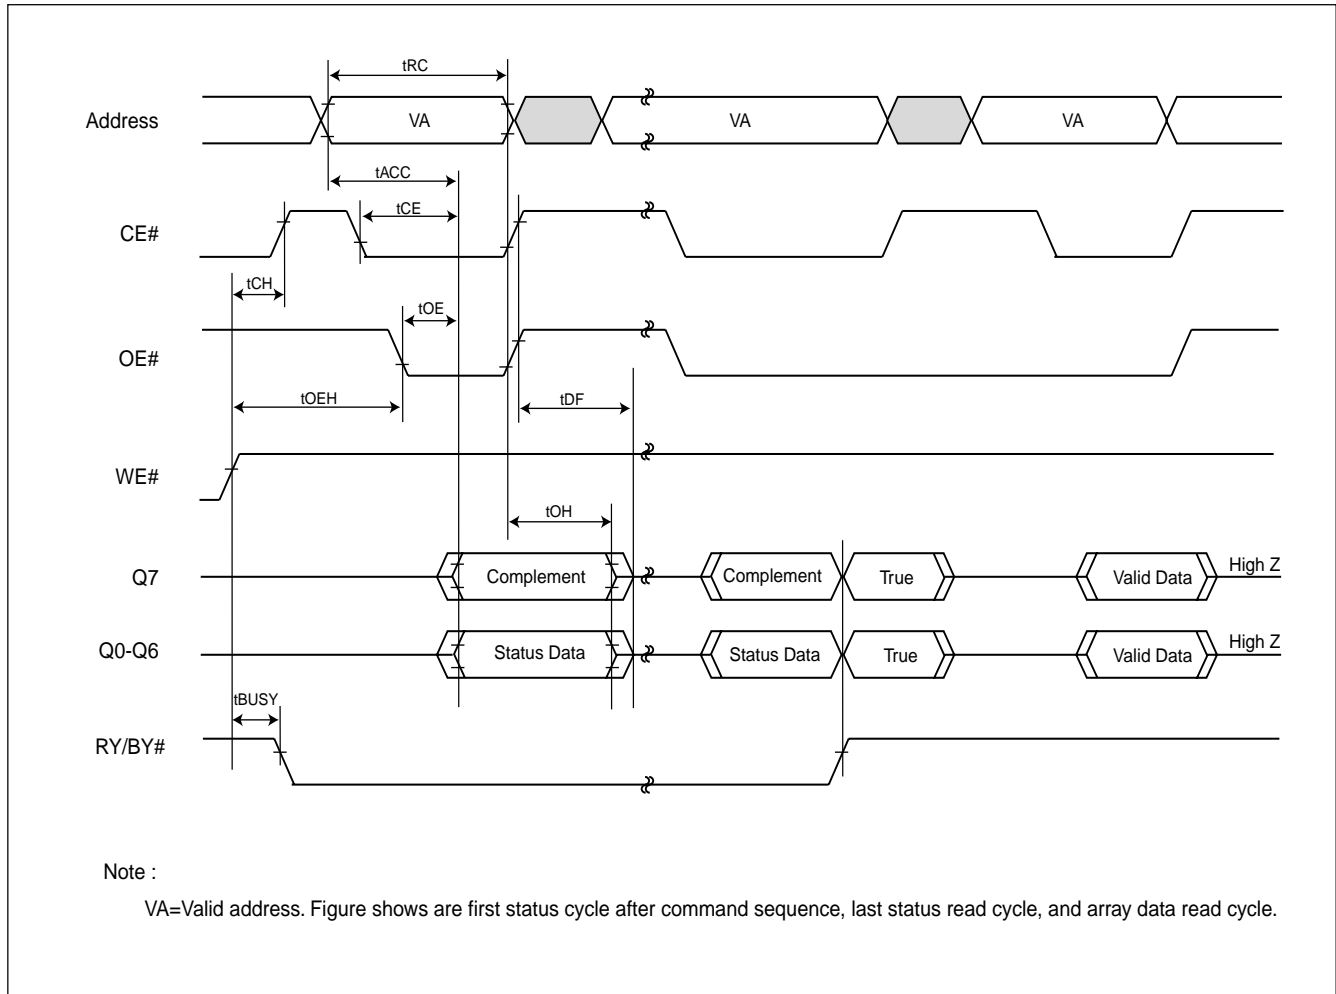 tRC
Address VA VA VA
tACC
tCE
CE#
tCH
tOE
OE#
tOEH tDF
WE#
tOH
Q7 Complement Complement True Valid Data High Z
Q0-Q6 Status Data Status Data True Valid Data High Z
tBUSY
RY/BY#
Note :
VA=Valid address. Figure shows are first status cycle after command sequence, last status read cycle, and array data read cycle.